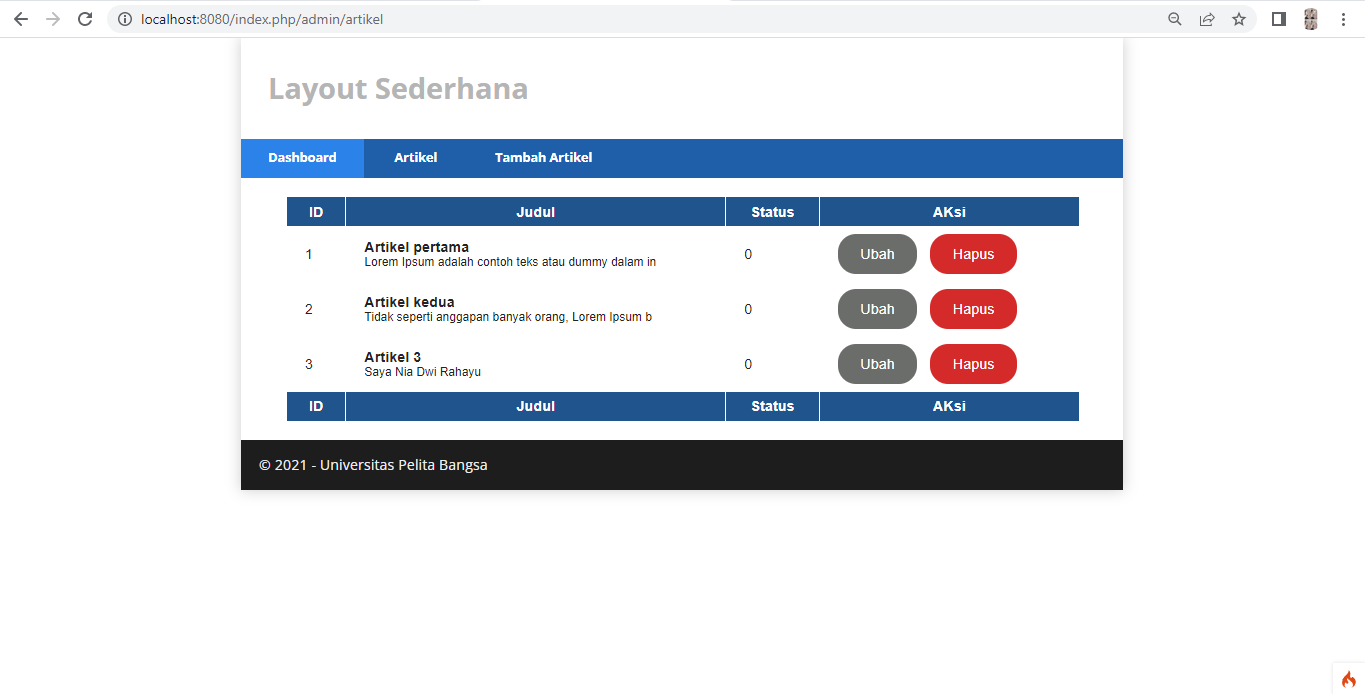 localhost:8080/index.php/admin/artikel
Layout Sederhana
Dashboard Artikel Tambah Artikel
ID Judul Status AKsi
1 Artikel pertama 0 Ubah Hapus
Lorem Ipsum adalah contoh teks atau dummy dalam in
2 Artikel kedua 0 Ubah Hapus
Tidak seperti anggapan banyak orang, Lorem Ipsum b
3 Artikel 3 0 Ubah Hapus
Saya Nia Dwi Rahayu
ID Judul Status AKsi
© 2021 - Universitas Pelita Bangsa